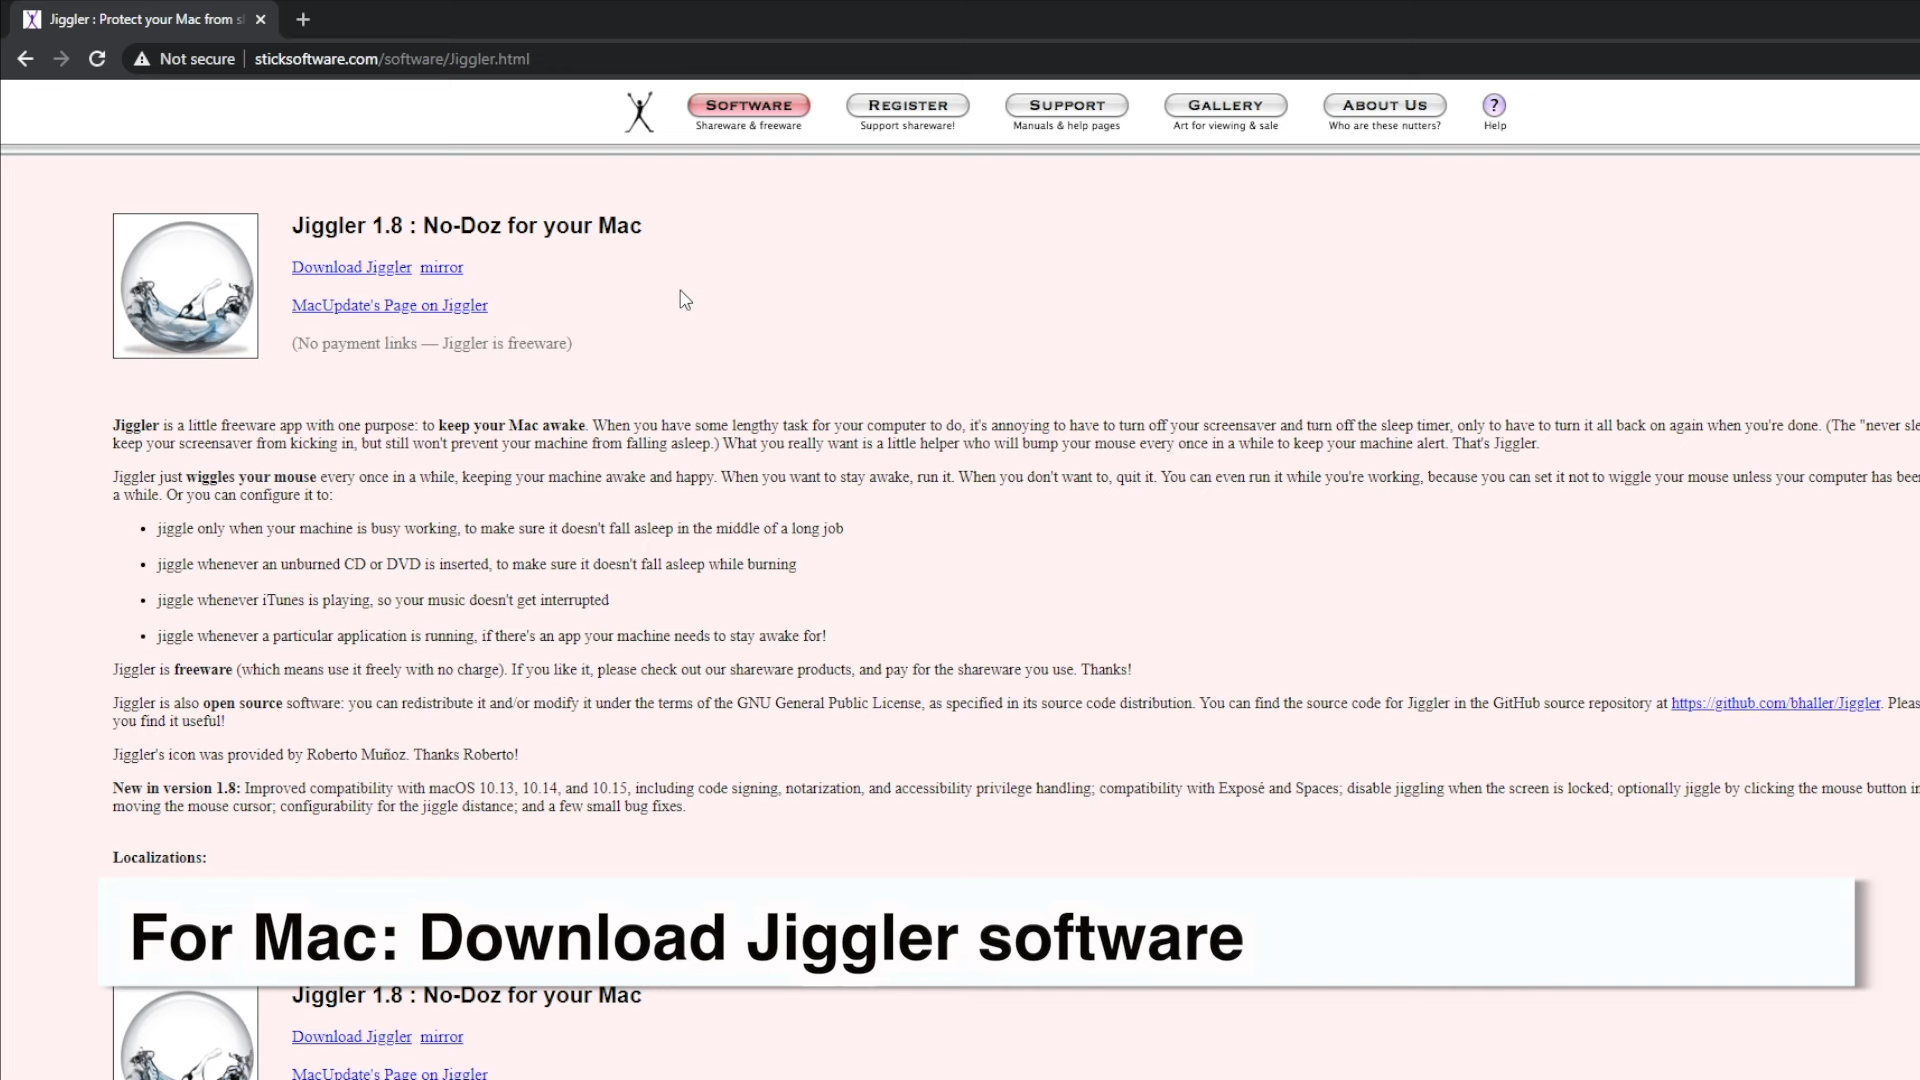 Jiggler : Protect your Mac from s
Not secure
sticksoftware.com/software/Jiggler.html
SOFTWARE REGISTER SUPPORT GALLERY ABOUT US ?
Shareware & freeware Support shareware! Manuals & help pages Art for viewing & sale Who are these nutters? Help
Jiggler 1.8 : No-Doz for your Mac
Download Jiggler mirror
MacUpdate's Page on Jiggler
(No payment links — Jiggler is freeware)
Jiggler is a little freeware app with one purpose: to keep your Mac awake. When you have some lengthy task for your computer to do, it's annoying to have to turn off your screensaver and turn off the sleep timer, only to have to turn it all back on again when you're done. (The "never sle
keep your screensaver from kicking in, but still won't prevent your machine from falling asleep.) What you really want is a little helper who will bump your mouse every once in a while to keep your machine alert. That's Jiggler.
Jiggler just wiggles your mouse every once in a while, keeping your machine awake and happy. When you want to stay awake, run it. When you don't want to, quit it. You can even run it while you're working, because you can set it not to wiggle your mouse unless your computer has been
a while. Or you can configure it to:
• jiggle only when your machine is busy working, to make sure it doesn't fall asleep in the middle of a long job
• jiggle whenever an unburned CD or DVD is inserted, to make sure it doesn't fall asleep while burning
• jiggle whenever iTunes is playing, so your music doesn't get interrupted
• jiggle whenever a particular application is running, if there's an app your machine needs to stay awake for!
Jiggler is freeware (which means use it freely with no charge). If you like it, please check out our shareware products, and pay for the shareware you use. Thanks!
Jiggler is also open source software: you can redistribute it and/or modify it under the terms of the GNU General Public License, as specified in its source code distribution. You can find the source code for Jiggler in the GitHub source repository at https://github.com/bhaller/Jiggler. Pleas
you find it useful!
Jiggler's icon was provided by Roberto Muñoz. Thanks Roberto!
New in version 1.8: Improved compatibility with macOS 10.13, 10.14, and 10.15, including code signing, notarization, and accessibility privilege handling; compatibility with Exposé and Spaces; disable jiggling when the screen is locked; optionally jiggle by clicking the mouse button in
moving the mouse cursor; configurability for the jiggle distance; and a few small bug fixes.
Localizations:
For Mac: Download Jiggler software
Jiggler 1.8 : No-Doz for your Mac
Download Jiggler mirror
MacUpdate's Page on Jiggler